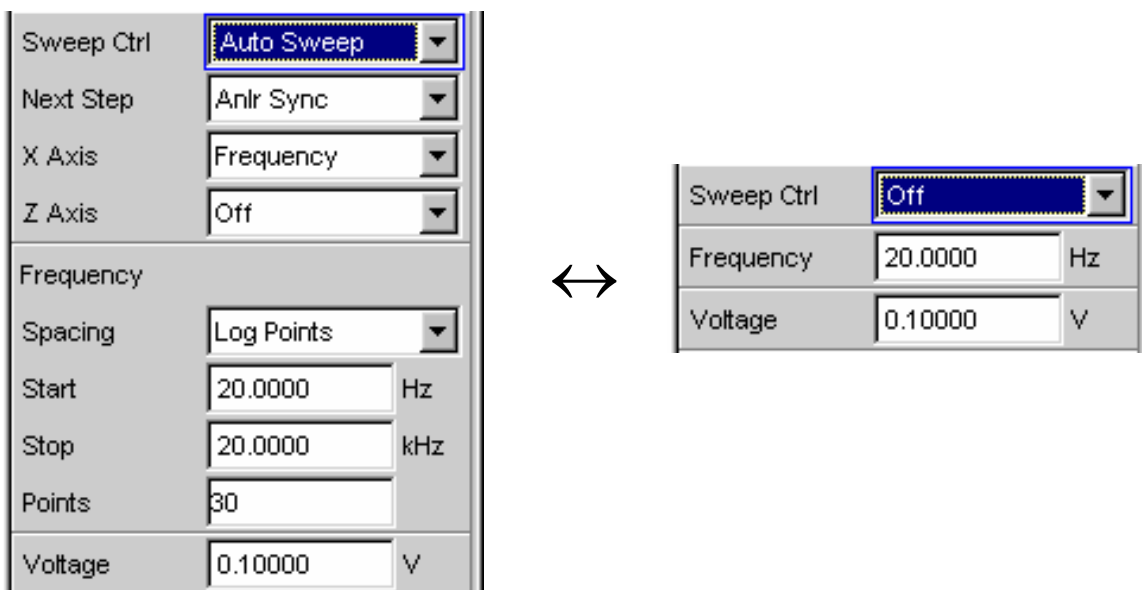 Sweep Ctrl Auto Sweep
Next Step Anlr Sync
X Axis Frequency
Z Axis Off
Frequency
Spacing Log Points
Start 20.0000 Hz
Stop 20.0000 kHz
Points 30
Voltage 0.10000 V
↔
Sweep Ctrl Off
Frequency 20.0000 Hz
Voltage 0.10000 V